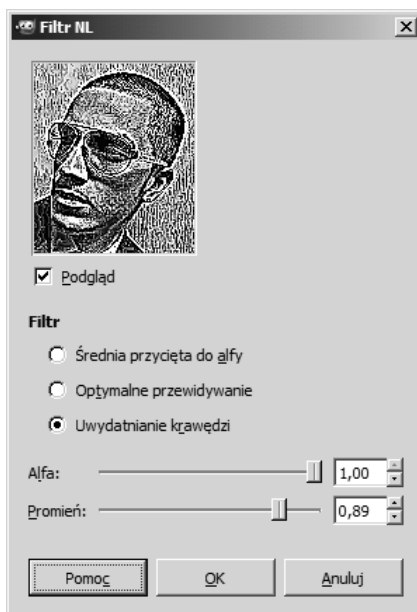 Filtr NL
Podgląd
Filtr
Średnia przycięta do alfy
Optymalne przewidywanie
Uwydatnianie krawędzi
Alfa: 1,00
Promień: 0,89
Pomoc OK Anuluj